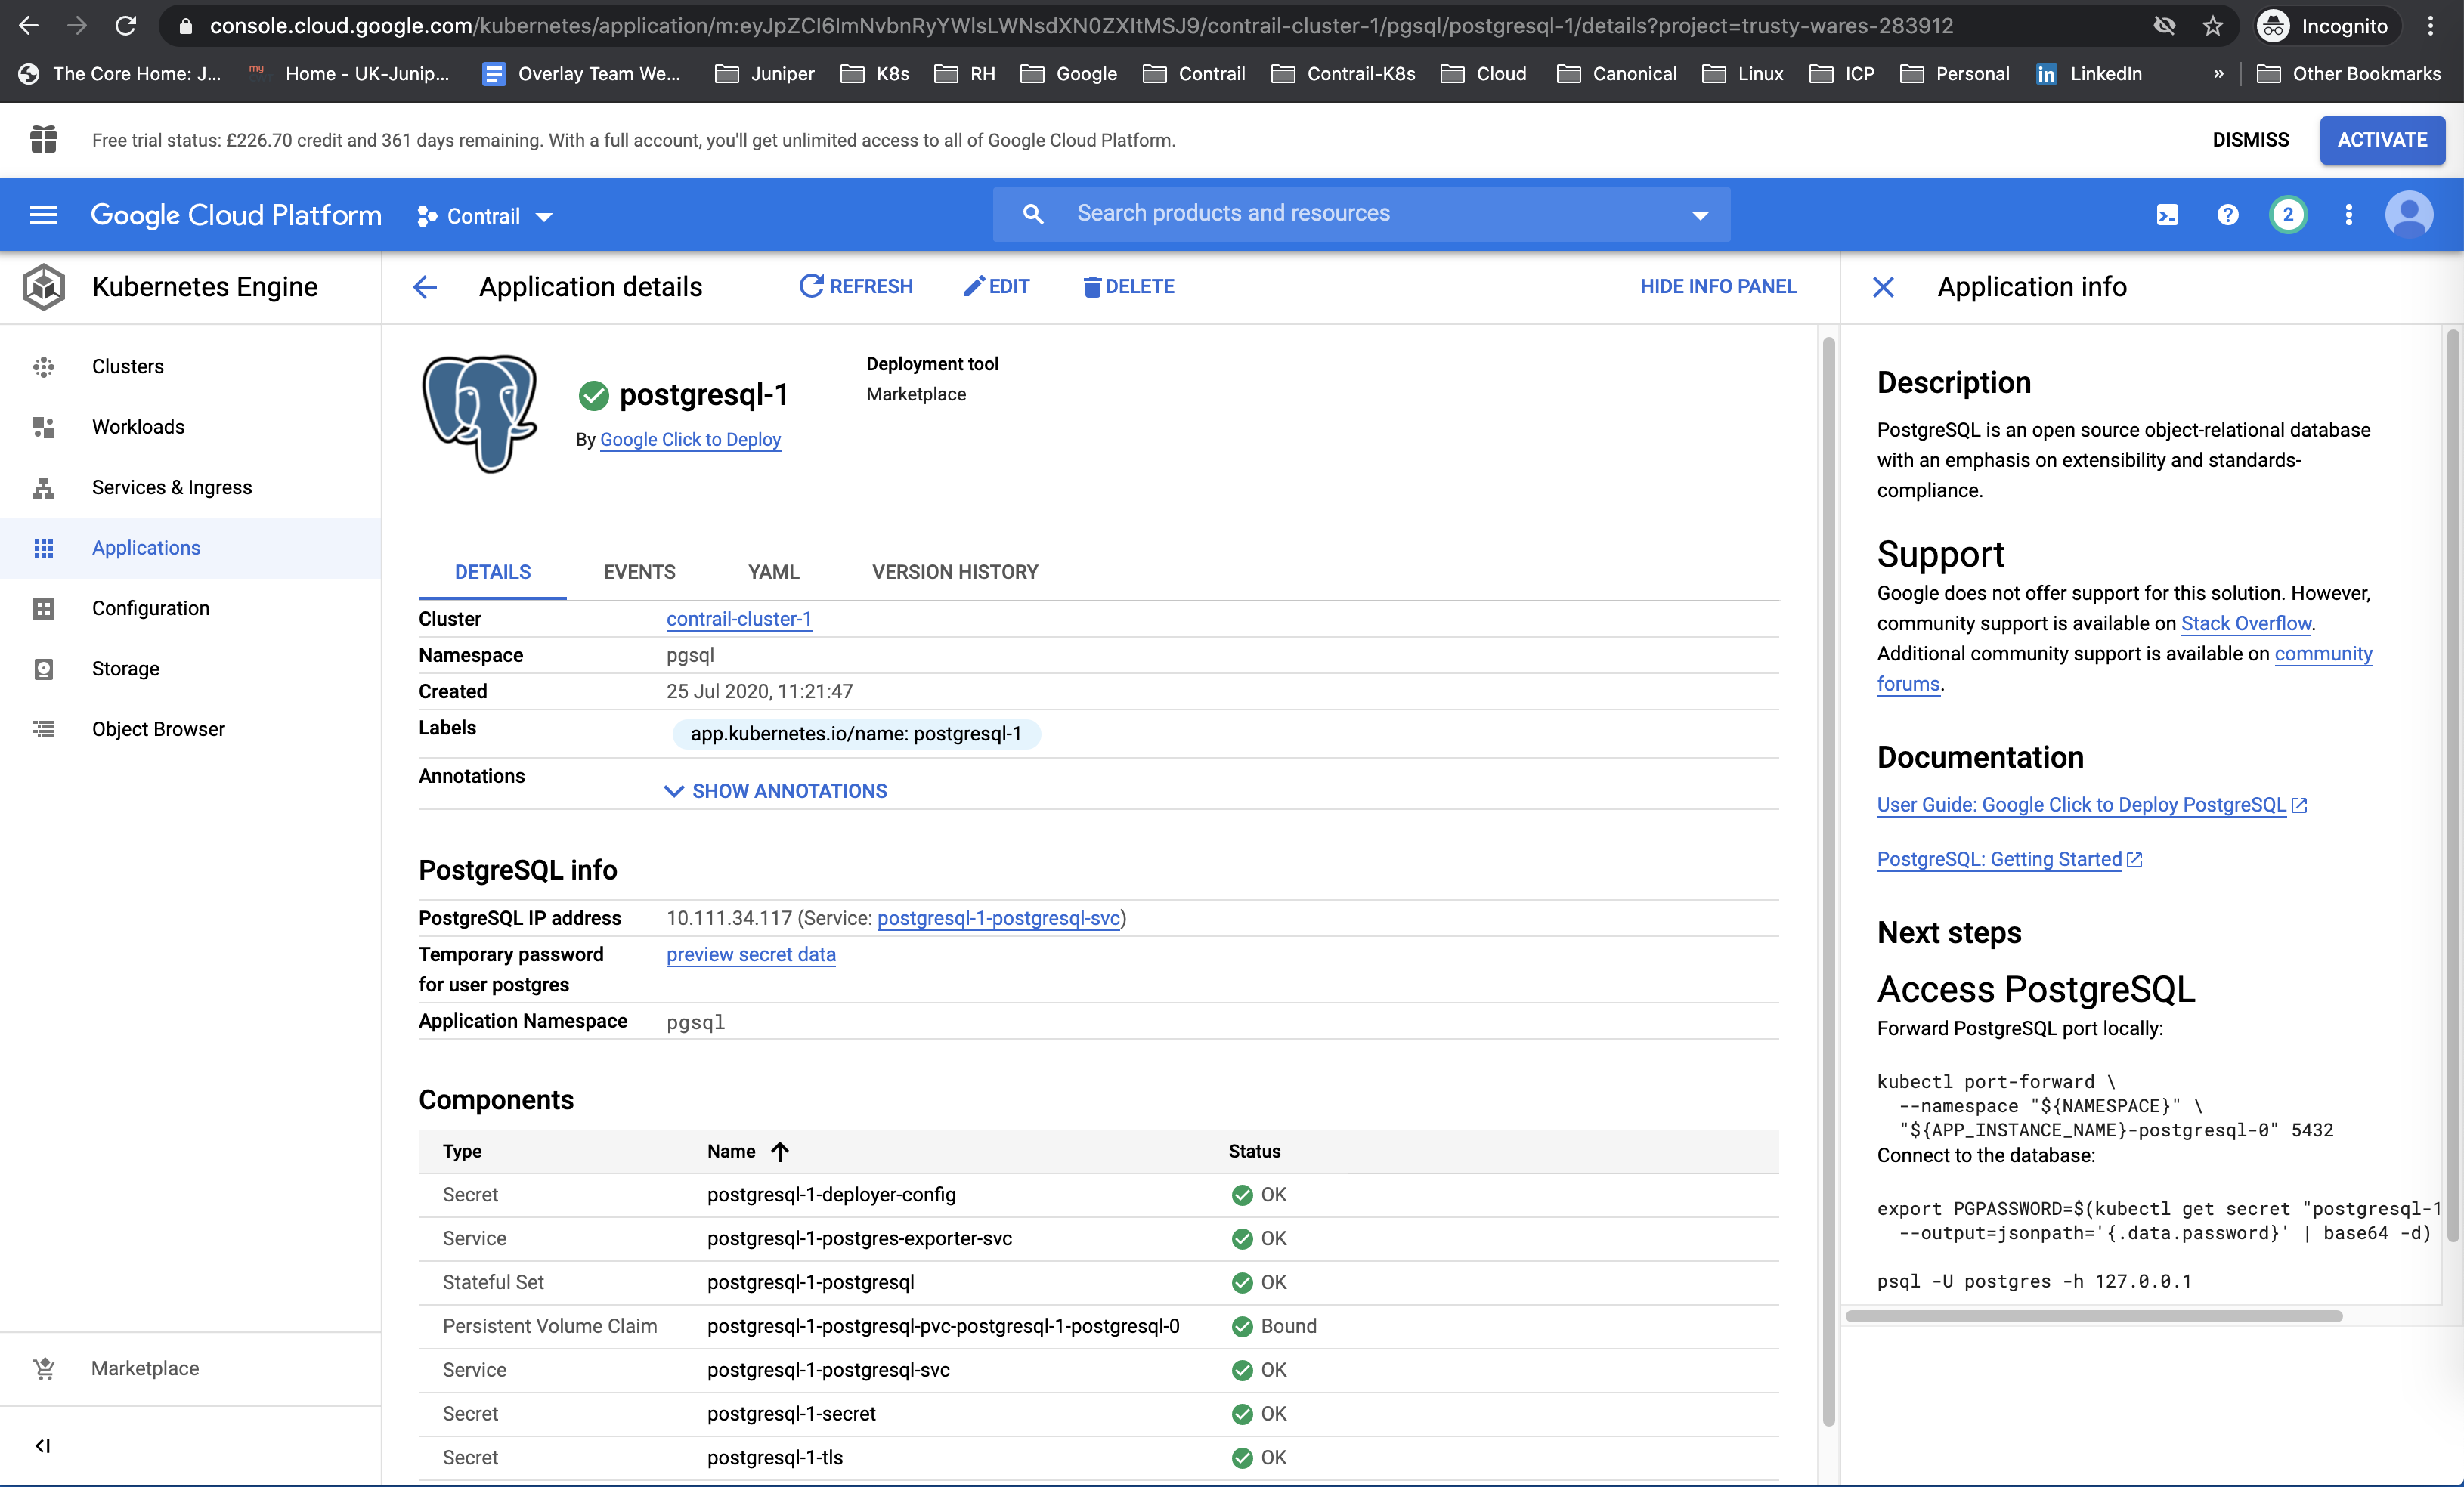 console.cloud.google.com/kubernetes/application/m:eyJpZCI6ImNvbnRyYWlsLWNsdXN0ZXItMSJ9/contrail-cluster-1/pgsql/postgresql-1/details?project=trusty-wares-283912
Incognito
The Core Home: J...
my
Home - UK-Junip...
Overlay Team We...
Juniper
K8s
RH
Google
Contrail
Contrail-K8s
Cloud
Canonical
Linux
ICP
Personal
in LinkedIn
»
Other Bookmarks
Free trial status: £226.70 credit and 361 days remaining. With a full account, you'll get unlimited access to all of Google Cloud Platform.
DISMISS
ACTIVATE
Google Cloud Platform
Contrail
Search products and resources
2
Kubernetes Engine
Clusters
Workloads
Services & Ingress
Applications
Configuration
Storage
Object Browser
Marketplace
Application details
REFRESH
EDIT
DELETE
HIDE INFO PANEL
postgresql-1
By Google Click to Deploy
Deployment tool
Marketplace
DETAILS
EVENTS
YAML
VERSION HISTORY
Cluster contrail-cluster-1
Namespace pgsql
Created 25 Jul 2020, 11:21:47
Labels app.kubernetes.io/name: postgresql-1
Annotations SHOW ANNOTATIONS
PostgreSQL info
PostgreSQL IP address 10.111.34.117 (Service: postgresql-1-postgresql-svc)
Temporary password preview secret data
for user postgres
Application Namespace pgsql
Components
Type Name Status
Secret postgresql-1-deployer-config OK
Service postgresql-1-postgres-exporter-svc OK
Stateful Set postgresql-1-postgresql OK
Persistent Volume Claim postgresql-1-postgresql-pvc-postgresql-1-postgresql-0 Bound
Service postgresql-1-postgresql-svc OK
Secret postgresql-1-secret OK
Secret postgresql-1-tls OK
Application info
Description
PostgreSQL is an open source object-relational database
with an emphasis on extensibility and standards-
compliance.
Support
Google does not offer support for this solution. However,
community support is available on Stack Overflow.
Additional community support is available on community
forums.
Documentation
User Guide: Google Click to Deploy PostgreSQL
PostgreSQL: Getting Started
Next steps
Access PostgreSQL
Forward PostgreSQL port locally:
kubectl port-forward \
--namespace "${NAMESPACE}" \
"${APP_INSTANCE_NAME}-postgresql-0" 5432
Connect to the database:
export PGPASSWORD=$(kubectl get secret "postgresql-1
--output=jsonpath='{.data.password}' | base64 -d)
psql -U postgres -h 127.0.0.1